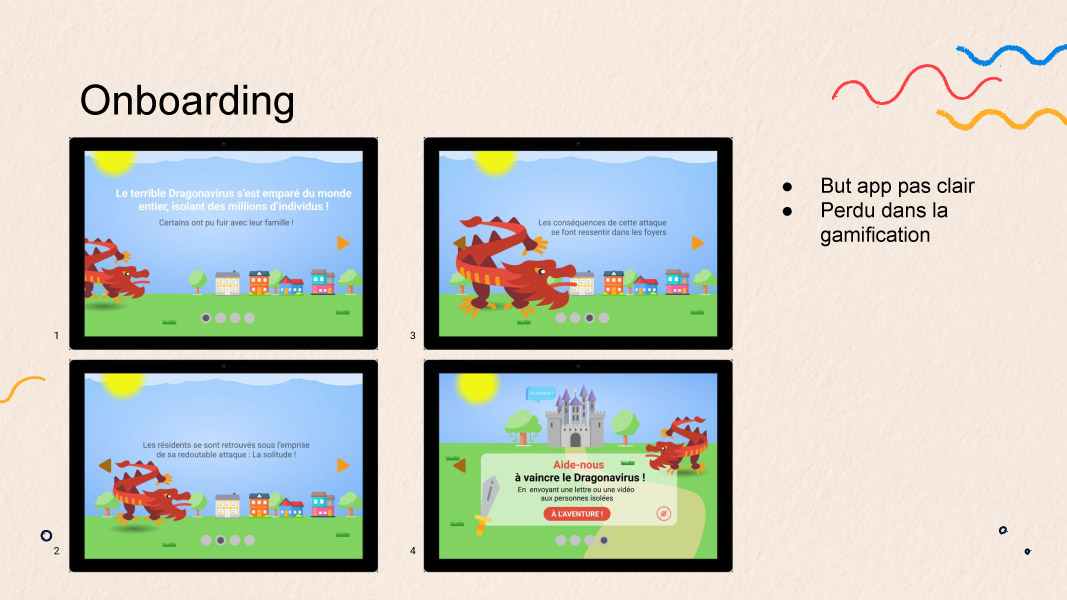 Onboarding
Le terrible Dragonavirus s'est emparé du monde
entier, isolant des millions d'individus !
Certains ont pu fuir avec leur famille !
1
Les résidents se sont retrouvés sous l'emprise
de sa redoutable attaque : La solitude !
2
Les conséquences de cette attaque
se font ressentir dans les foyers
3
Aide-nous
à vaincre le Dragonavirus !
En envoyant une lettre ou une vidéo
aux personnes isolées
À L'AVENTURE !
4
● But app pas clair
● Perdu dans la
gamification